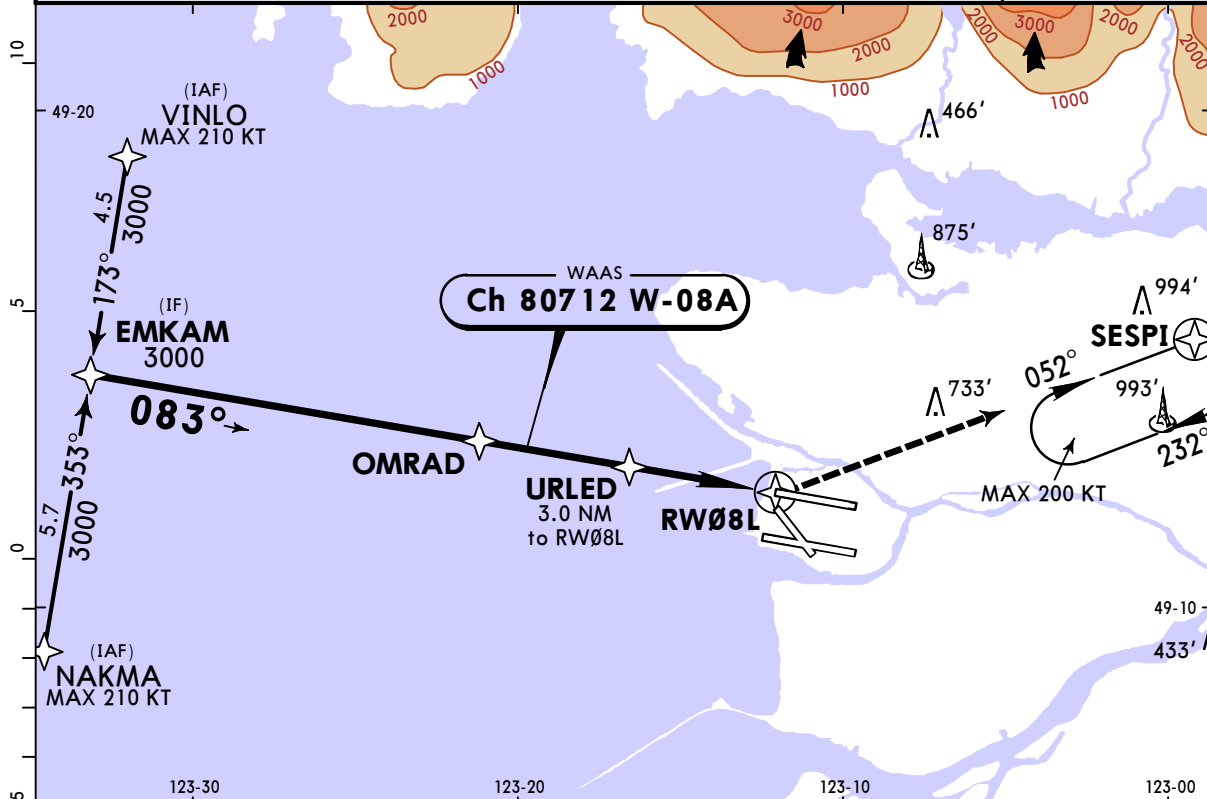 2000
3000
2000
1000
1000
2000
3000
2000
1000
2000
10
49-20
(IAF)
VINLO
MAX 210 KT
466'
4.5
3000
173°
875'
WAAS
Ch 80712 W-08A
5
(IF)
EMKAM
3000
994'
SESPI
052°
993'
733'
083°
232°
OMRAD
URLED
3.0 NM
to RWØ8L
RWØ8L
MAX 200 KT
353°
5.7
3000
0
49-10
433'
(IAF)
NAKMA
MAX 210 KT
5
123-30
123-20
123-10
123-00